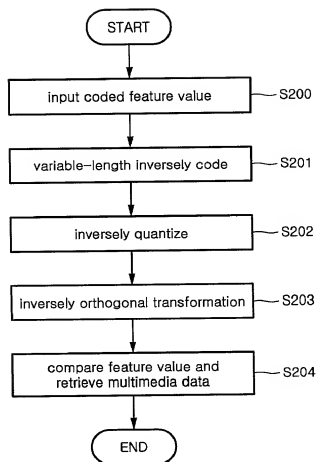 START
input coded feature value
S200
variable-length inversely code
S201
inversely quantize
S202
inversely orthogonal transformation
S203
compare feature value and
retrieve multimedia data
S204
END